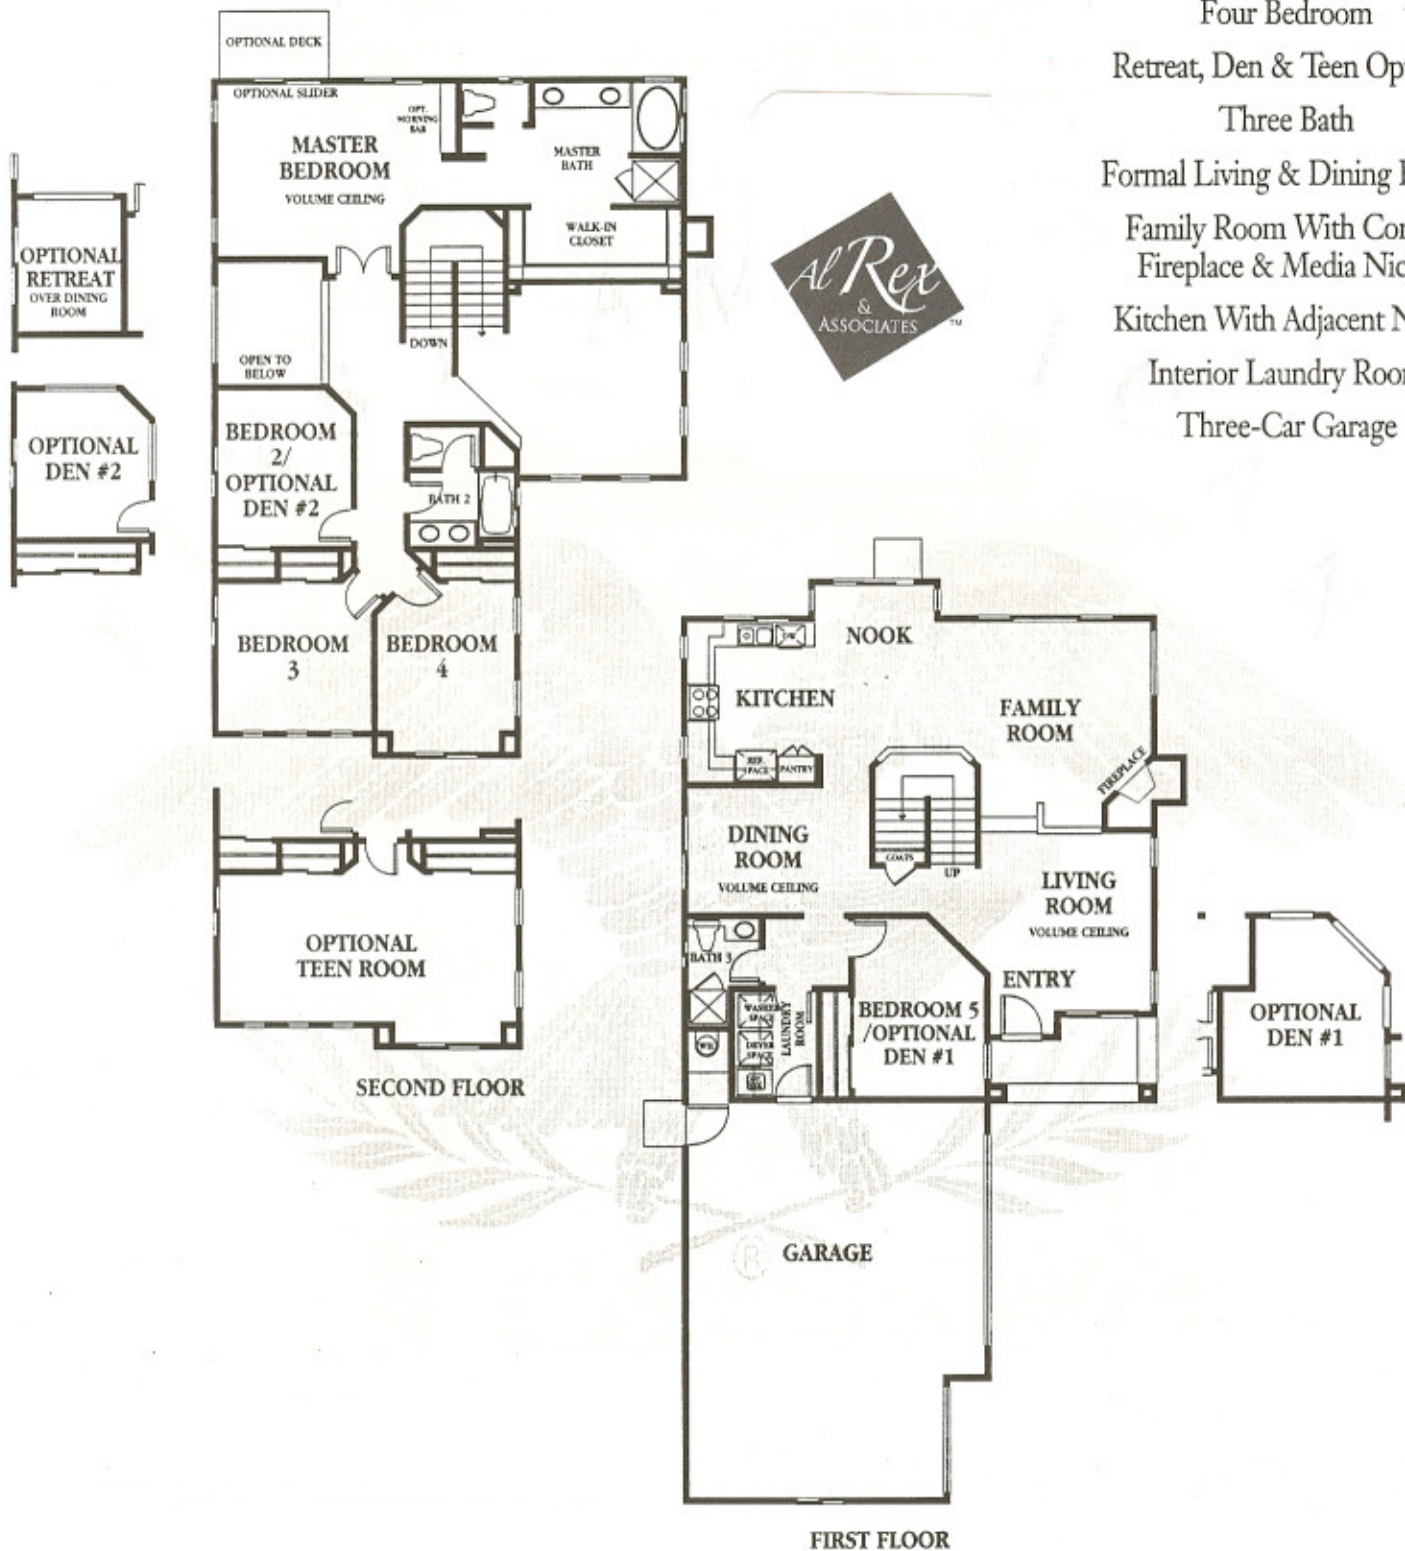 Four Bedroom
Retreat, Den & Teen Op
Three Bath
Formal Living & Dining
Family Room With Cor
Fireplace & Media Nic
Kitchen With Adjacent N
Interior Laundry Roo
Three-Car Garage
Al Rex
&
ASSOCIATES ™
OPTIONAL DECK
OPTIONAL SLIDER
OPT.
MORNING
BAR
MASTER
BEDROOM
VOLUME CEILING
MASTER
BATH
WALK-IN
CLOSET
OPTIONAL
RETREAT
OVER DINING
ROOM
DOWN
OPEN TO
BELOW
OPTIONAL
DEN #2
BEDROOM
2/
OPTIONAL
DEN #2
BATH 2
BEDROOM
3
BEDROOM
4
OPTIONAL
TEEN ROOM
SECOND FLOOR
NOOK
KITCHEN
FAMILY
ROOM
REF.
SPACE
PANTRY
FIREPLACE
DINING
ROOM
VOLUME CEILING
COATS
UP
LIVING
ROOM
VOLUME CEILING
BATH 3
ENTRY
WASHER
SPACE
DRYER
SPACE
LAUNDRY
ROOM
BEDROOM 5
/OPTIONAL
DEN #1
OPTIONAL
DEN #1
WH
GARAGE
®
FIRST FLOOR